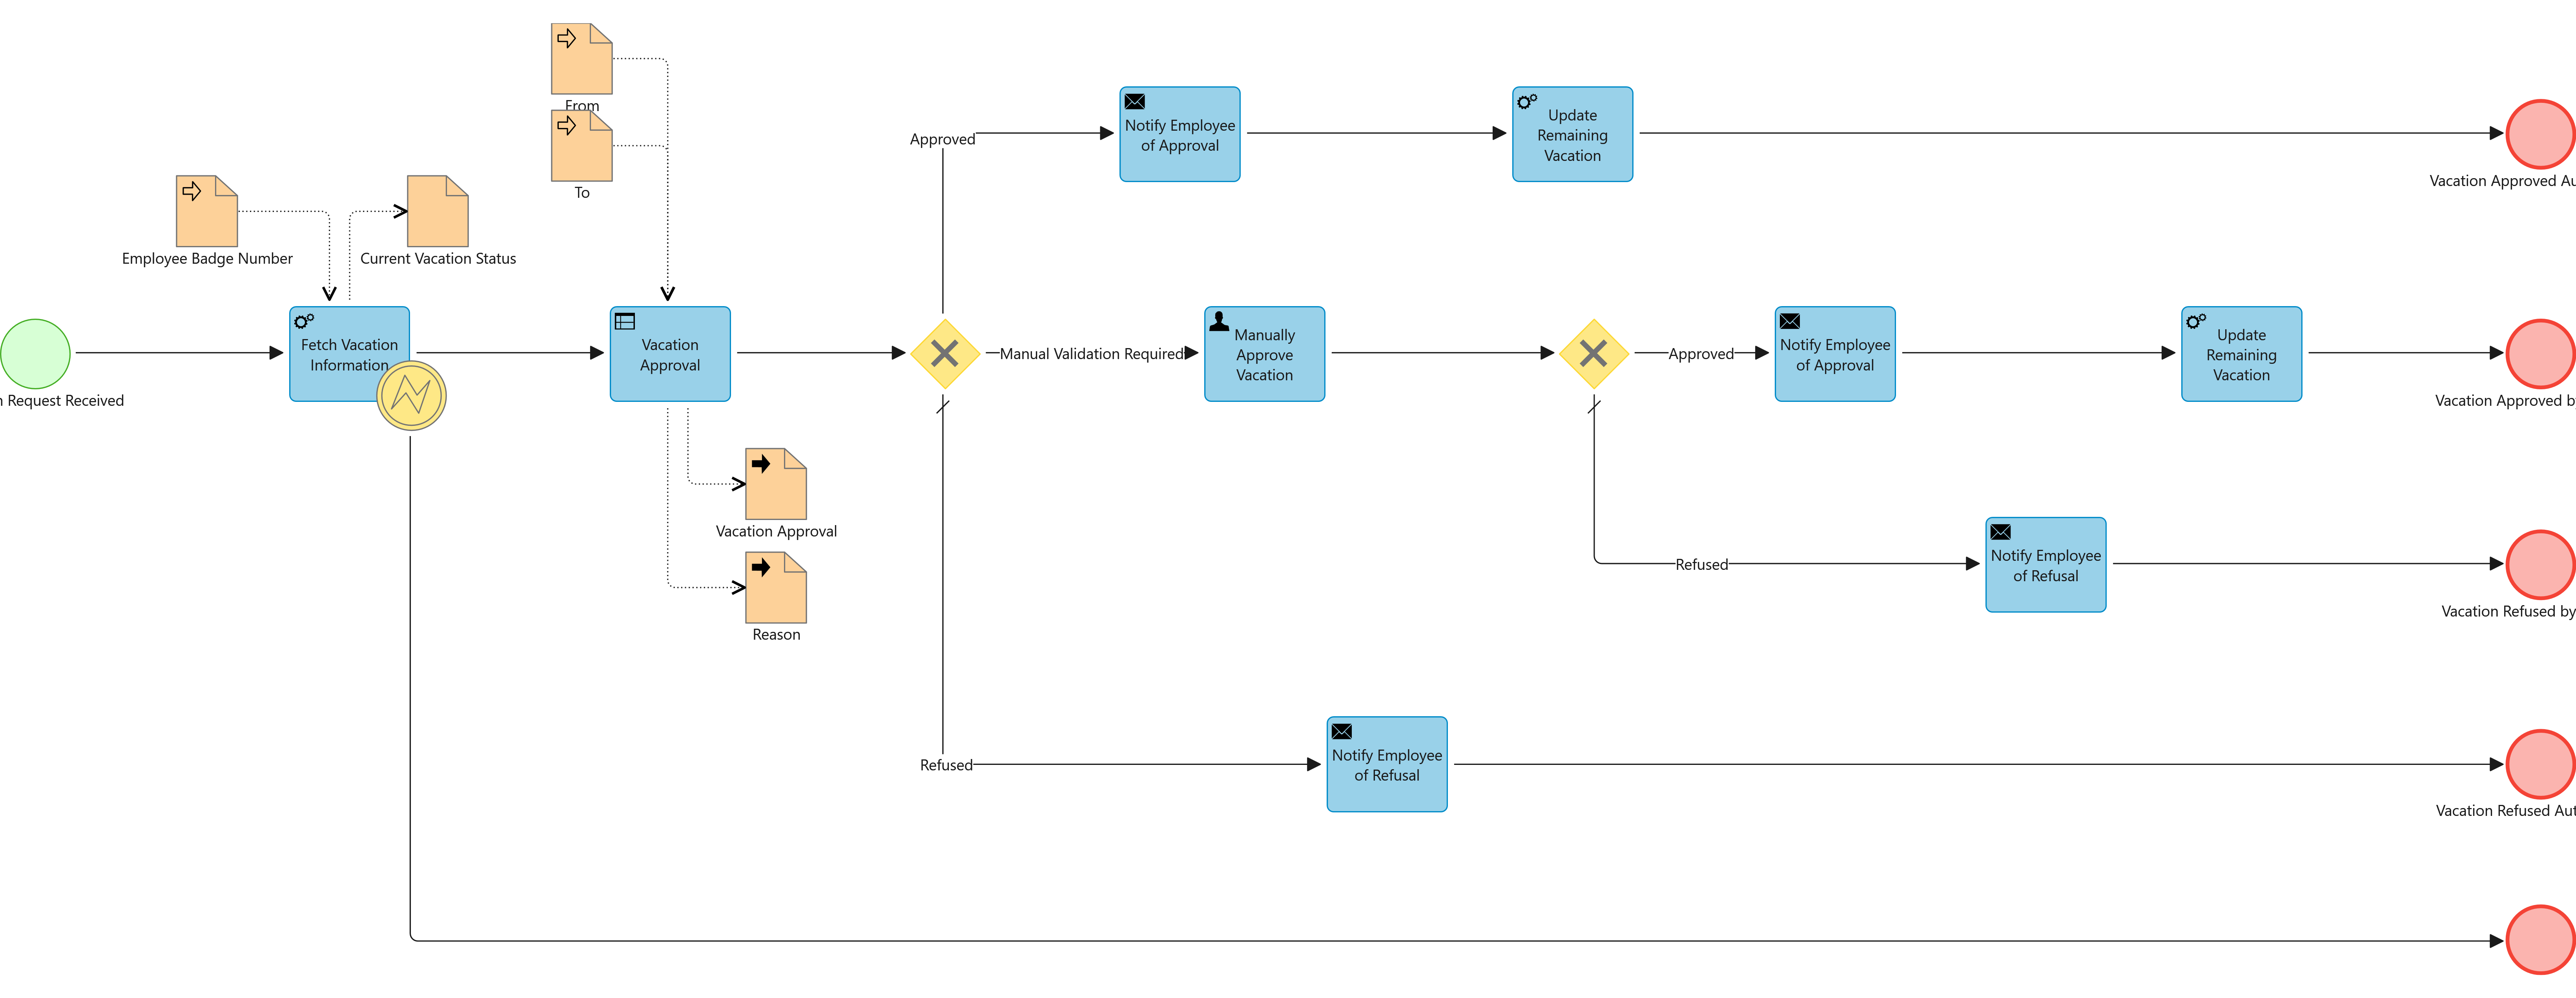 From
To
Employee Badge Number
Current Vacation Status
Request Received
Fetch Vacation
Information
Vacation
Approval
Vacation Approval
Reason
Approved
Notify Employee
of Approval
Update
Remaining
Vacation
Vacation Approved
Manual Validation Required
Manually
Approve
Vacation
Approved
Notify Employee
of Approval
Update
Remaining
Vacation
Vacation Approved
Refused
Notify Employee
of Refusal
Vacation Refused by
Refused
Notify Employee
of Refusal
Vacation Refused